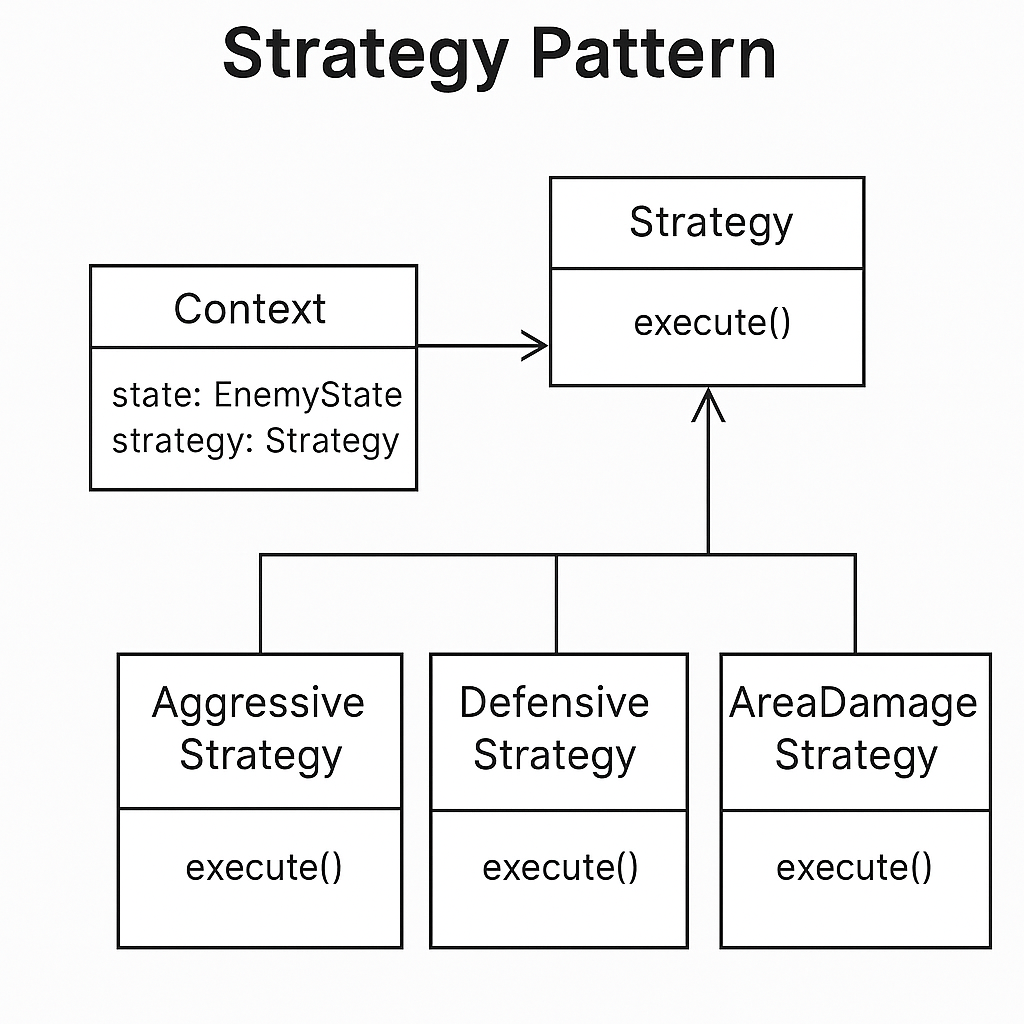 Strategy Pattern
Strategy
execute()
Context
state: EnemyState
strategy: Strategy
Aggressive
Strategy
execute()
Defensive
Strategy
execute()
AreaDamage
Strategy
execute()